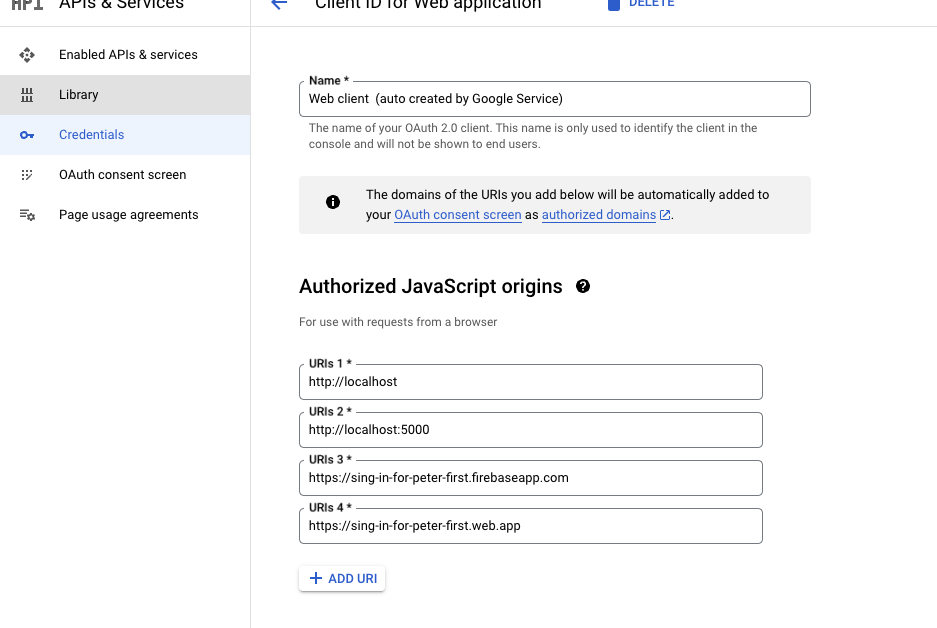 API APIs & Services
Client ID for Web application
DELETE
Enabled APIs & services
Library
Credentials
OAuth consent screen
Page usage agreements
Name *
Web client  (auto created by Google Service)
The name of your OAuth 2.0 client. This name is only used to identify the client in the
console and will not be shown to end users.
The domains of the URIs you add below will be automatically added to
your OAuth consent screen as authorized domains.
Authorized JavaScript origins
For use with requests from a browser
URIs 1 *
http://localhost
URIs 2 *
http://localhost:5000
URIs 3 *
https://sing-in-for-peter-first.firebaseapp.com
URIs 4 *
https://sing-in-for-peter-first.web.app
ADD URI